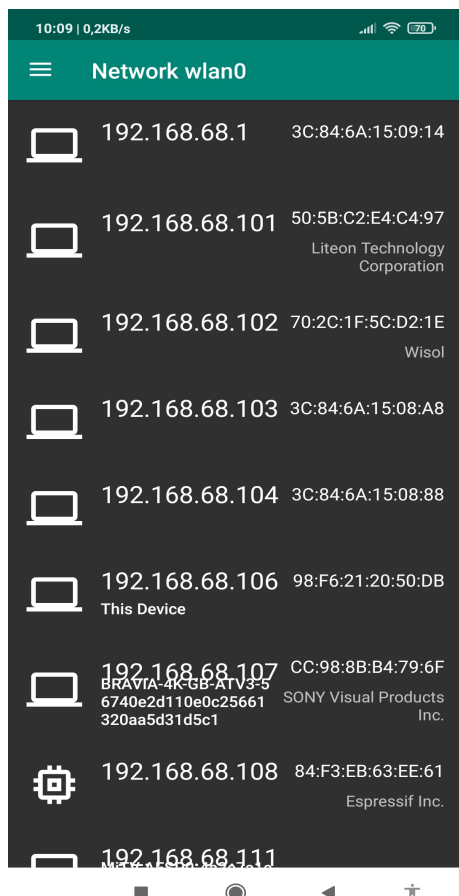 10:09 | 0,2KB/s
70
Network wlan0
192.168.68.1 3C:84:6A:15:09:14
192.168.68.101 50:5B:C2:E4:C4:97
Liteon Technology
Corporation
192.168.68.102 70:2C:1F:5C:D2:1E
Wisol
192.168.68.103 3C:84:6A:15:08:A8
192.168.68.104 3C:84:6A:15:08:88
192.168.68.106 98:F6:21:20:50:DB
This Device
192.168.68.107 CC:98:8B:B4:79:6F
BRAVIA-4K-GB-ATV3-5
6740e2d110e0c25661
320aa5d31d5c1
SONY Visual Products
Inc.
192.168.68.108 84:F3:EB:63:EE:61
Espressif Inc.
192.168.68.111